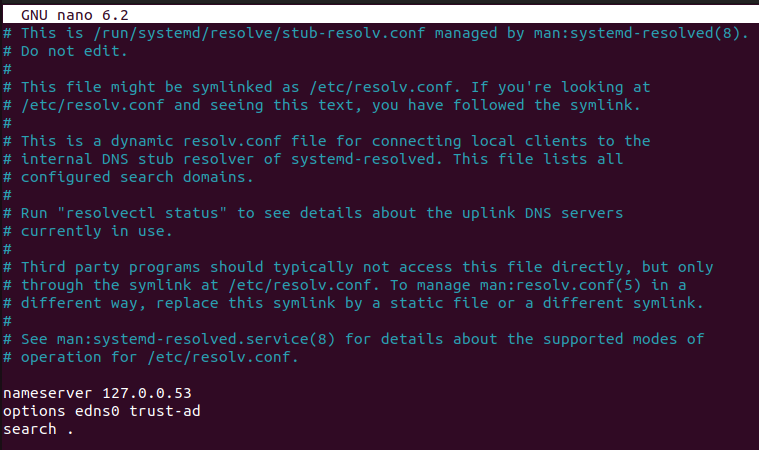 GNU nano 6.2
# This is /run/systemd/resolve/stub-resolv.conf managed by man:systemd-resolved(8).
# Do not edit.
#
# This file might be symlinked as /etc/resolv.conf. If you're looking at
# /etc/resolv.conf and seeing this text, you have followed the symlink.
#
# This is a dynamic resolv.conf file for connecting local clients to the
# internal DNS stub resolver of systemd-resolved. This file lists all
# configured search domains.
#
# Run "resolvectl status" to see details about the uplink DNS servers
# currently in use.
#
# Third party programs should typically not access this file directly, but only
# through the symlink at /etc/resolv.conf. To manage man:resolv.conf(5) in a
# different way, replace this symlink by a static file or a different symlink.
#
# See man:systemd-resolved.service(8) for details about the supported modes of
# operation for /etc/resolv.conf.
nameserver 127.0.0.53
options edns0 trust-ad
search .